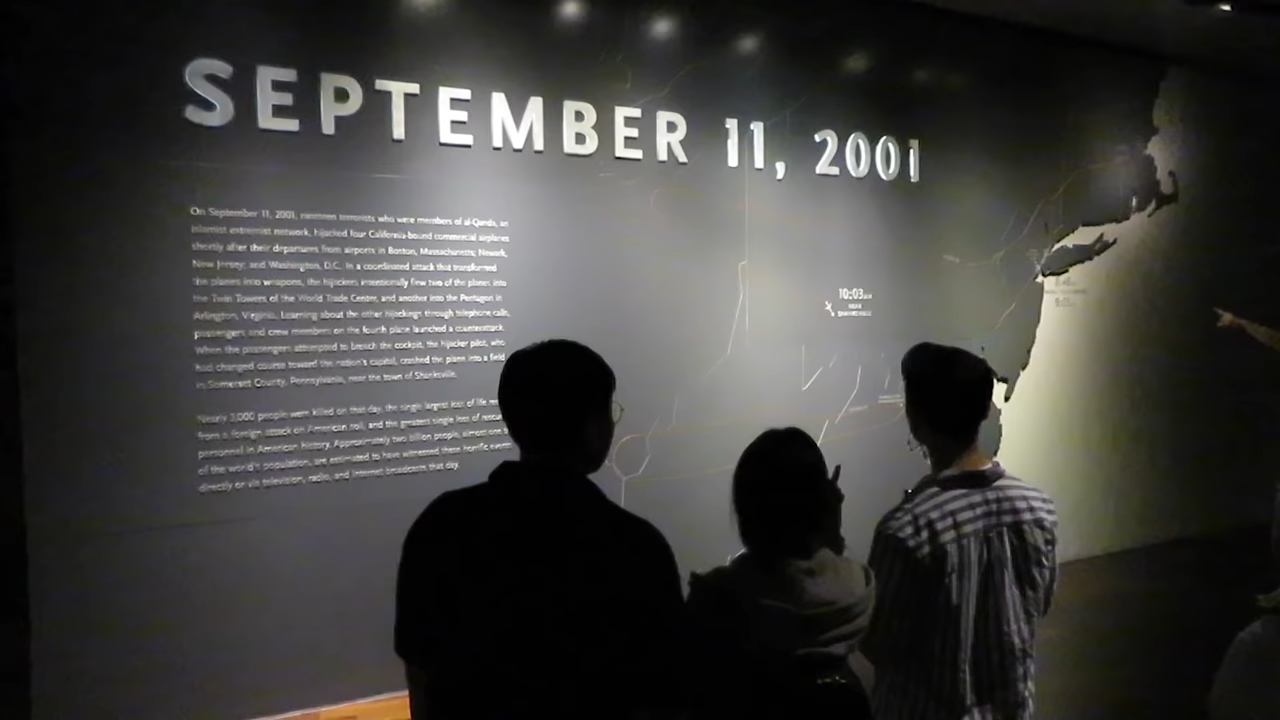 SEPTEMBER 11, 2001
On September 11, 2001, nineteen terrorists who were members of al-Qaeda, an
Islamist extremist network, hijacked four California-bound commercial airplanes
shortly after their departures from airports in Boston, Massachusetts; Newark,
New Jersey; and Washington, D.C. In a coordinated attack that transformed
the planes into weapons, the hijackers intentionally flew two of the planes into
the Twin Towers of the World Trade Center, and another into the Pentagon in
Arlington, Virginia. Learning about the other hijackings through telephone calls,
passengers and crew members on the fourth plane launched a counterattack.
When the passengers attempted to breach the cockpit, the hijacker pilot, who
had changed course toward the nation's capital, crashed the plane into a field
in Somerset County, Pennsylvania, near the town of Shanksville.
Nearly 3,000 people were killed on that day, the single largest loss of life
from a foreign attack on American soil, and the greatest single loss of rescue
personnel in American history. Approximately two billion people, almost one
of the world's population, are estimated to have witnessed these horrific events
directly or via television, radio, and Internet broadcasts that day.
10:03 AM